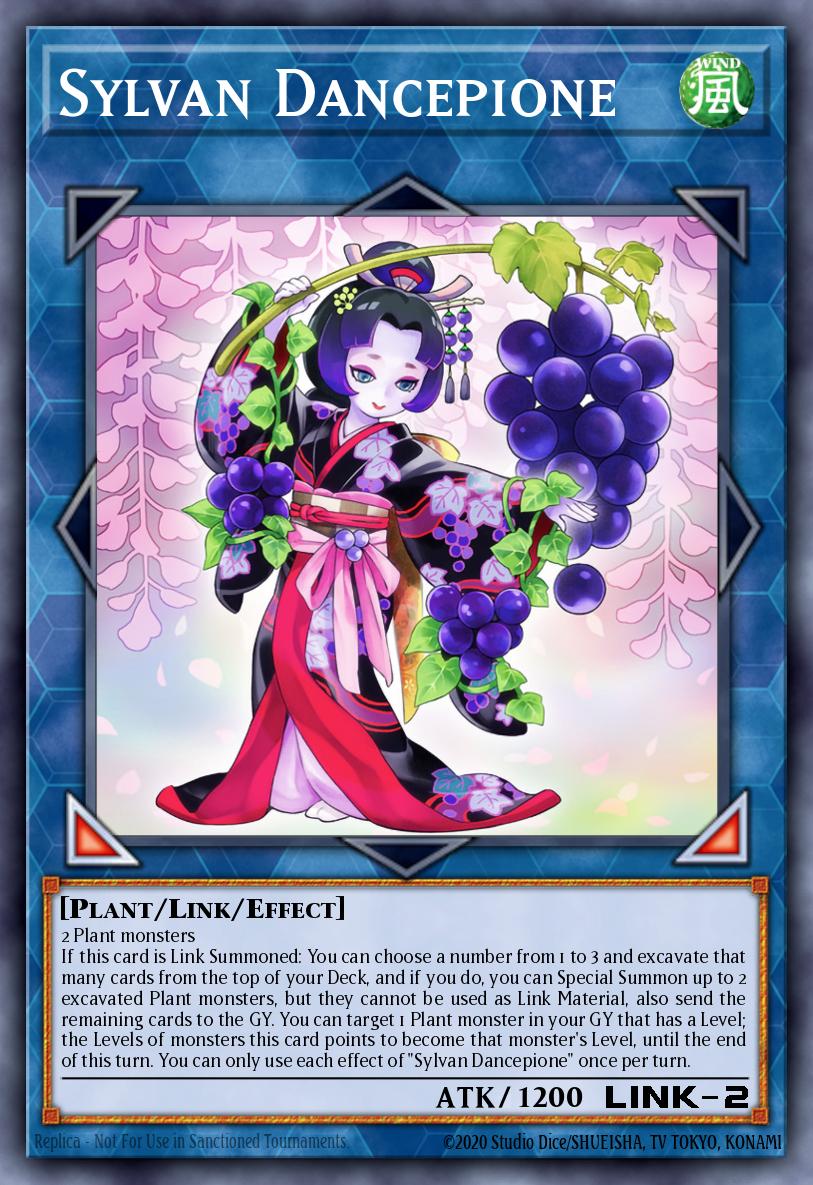 Sylvan Dancepione
WIND
風
[Plant/Link/Effect]
2 Plant monsters
If this card is Link Summoned: You can choose a number from 1 to 3 and excavate that
many cards from the top of your Deck, and if you do, you can Special Summon up to 2
excavated Plant monsters, but they cannot be used as Link Material, also send the
remaining cards to the GY. You can target 1 Plant monster in your GY that has a Level;
the Levels of monsters this card points to become that monster's Level, until the end
of this turn. You can only use each effect of "Sylvan Dancepione" once per turn.
ATK/1200 LINK-2
Replica - Not For Use in Sanctioned Tournaments.
©2020 Studio Dice/SHUEISHA, TV TOKYO, KONAMI